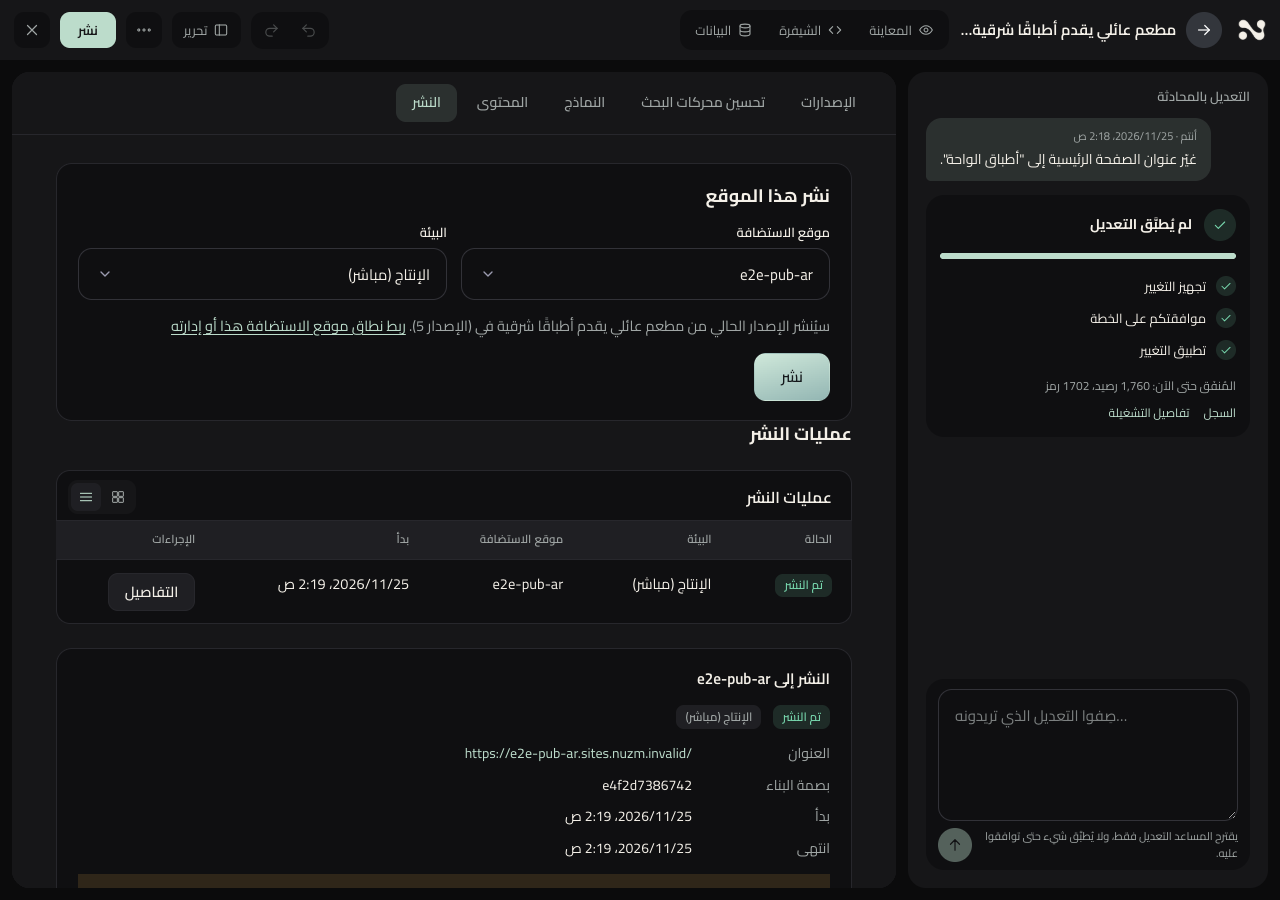 مطعم عائلي يقدم أطباقًا شرقية...
المعاينة
الشيفرة
البيانات
تحرير
نشر
التعديل بالمحادثة
أنتم · 2026/11/25، 2:18 ص
غيّر عنوان الصفحة الرئيسية إلى "أطباق الواحة".
لم يُطبَّق التعديل
تجهيز التغيير
موافقتكم على الخطة
تطبيق التغيير
المُنفَق حتى الآن: 1,760 رصيد، 1702 رمز
السجل
تفاصيل التشغيلة
صِفوا التعديل الذي تريدونه...
يقترح المساعد التعديل فقط، ولا يُطبَّق شيء حتى توافقوا
عليه.
الإصدارات
تحسين محركات البحث
النماذج
المحتوى
النشر
نشر هذا الموقع
موقع الاستضافة
البيئة
e2e-pub-ar
الإنتاج (مباشر)
سيُنشر الإصدار الحالي من مطعم عائلي يقدم أطباقًا شرقية في (الإصدار 5). ربط نطاق موقع الاستضافة هذا أو إدارته
نشر
عمليات النشر
عمليات النشر
الحالة
البيئة
موقع الاستضافة
بدأ
الإجراءات
تم النشر
الإنتاج (مباشر)
e2e-pub-ar
2026/11/25، 2:19 ص
التفاصيل
النشر إلى e2e-pub-ar
تم النشر
الإنتاج (مباشر)
العنوان
https://e2e-pub-ar.sites.nuzm.invalid/
بصمة البناء
e4f2d7386742
بدأ
2026/11/25، 2:19 ص
انتهى
2026/11/25، 2:19 ص